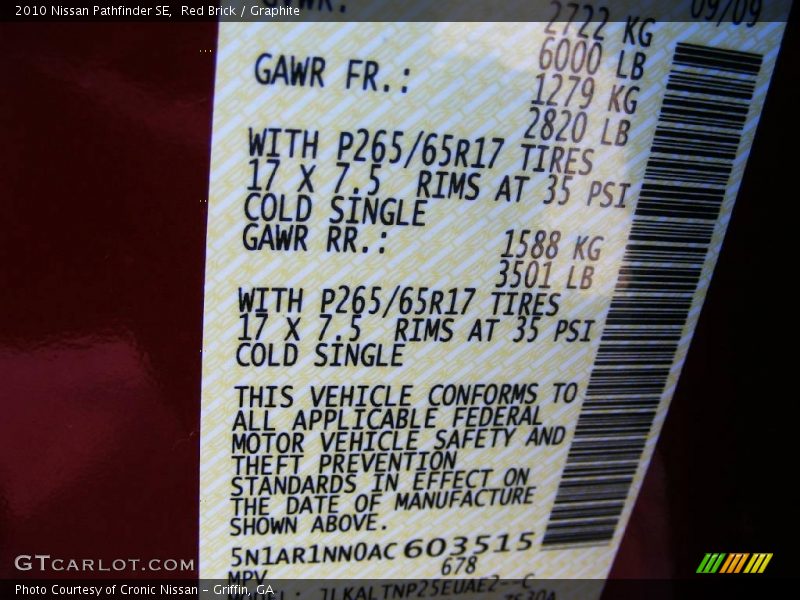 2010 Nissan Pathfinder SE, Red Brick / Graphite
09/09
2722 KG
6000 LB
GAWR FR.: 1279 KG
2820 LB
WITH P265/65R17 TIRES
17 X 7.5 RIMS AT 35 PSI
COLD SINGLE
GAWR RR.: 1588 KG
3501 LB
WITH P265/65R17 TIRES
17 X 7.5 RIMS AT 35 PSI
COLD SINGLE
THIS VEHICLE CONFORMS TO
ALL APPLICABLE FEDERAL
MOTOR VEHICLE SAFETY AND
THEFT PREVENTION
STANDARDS IN EFFECT ON
THE DATE OF MANUFACTURE
SHOWN ABOVE.
5N1AR1NN0AC603515
MPV 678
JLKALTNP25EUAE2--C
GTCARLOT.COM
Photo Courtesy of Cronic Nissan - Griffin, GA